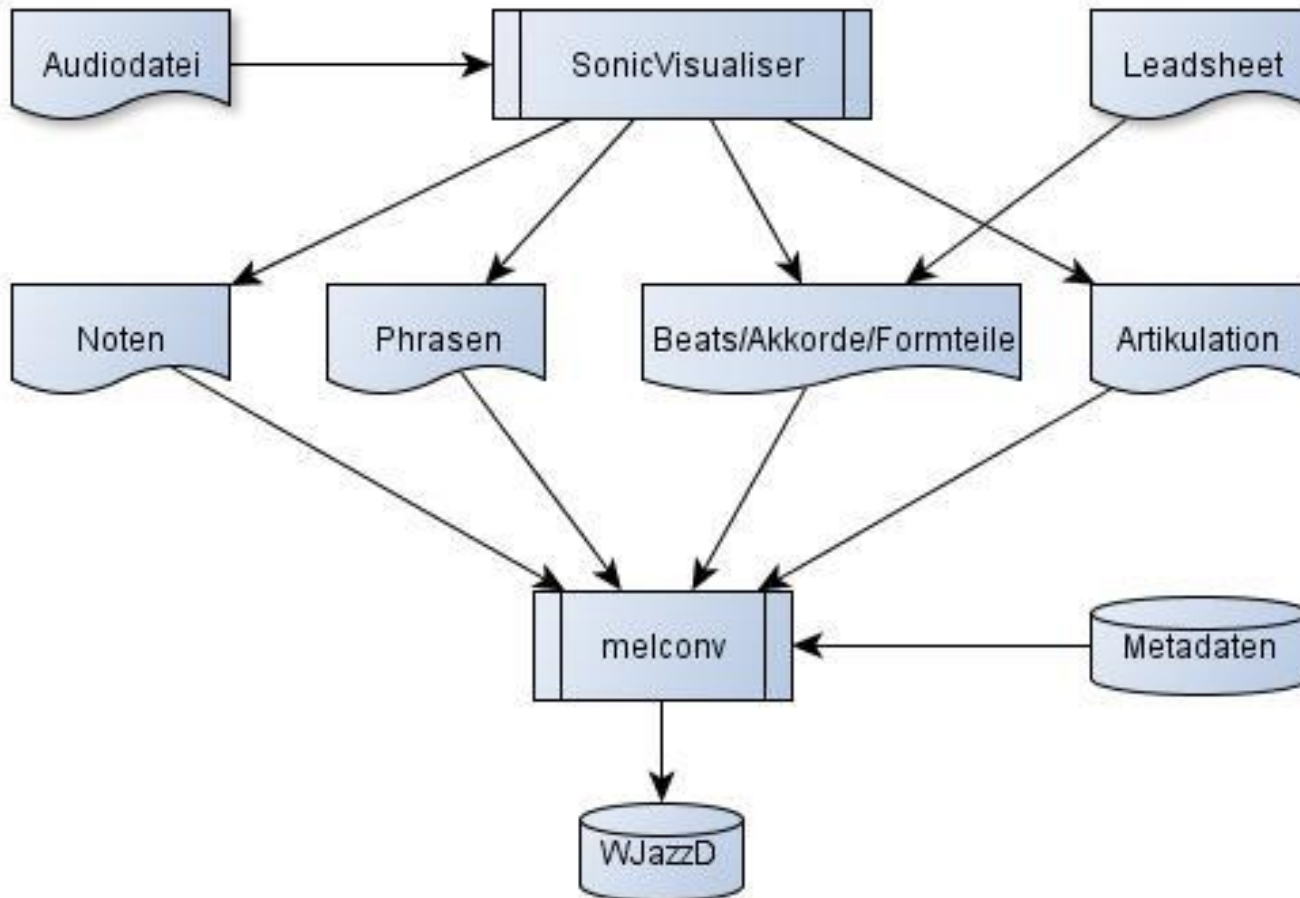 Audiodatei
SonicVisualiser
Leadsheet
Noten
Phrasen
Beats/Akkorde/Formteile
Artikulation
melconv
Metadaten
WJazzD